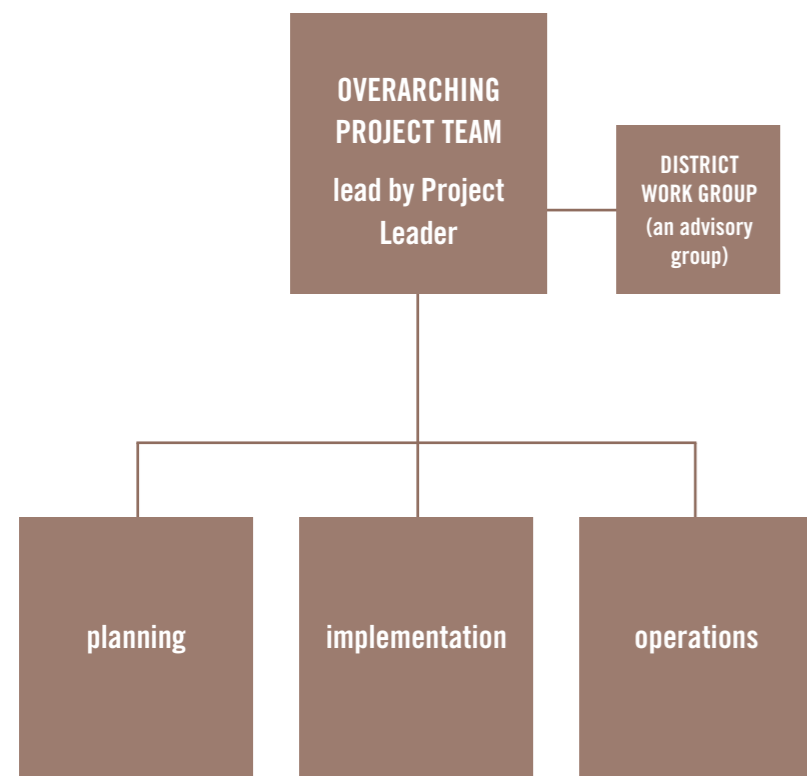 OVERARCHING
PROJECT TEAM
lead by Project
Leader
DISTRICT
WORK GROUP
(an advisory
group)
planning
implementation
operations